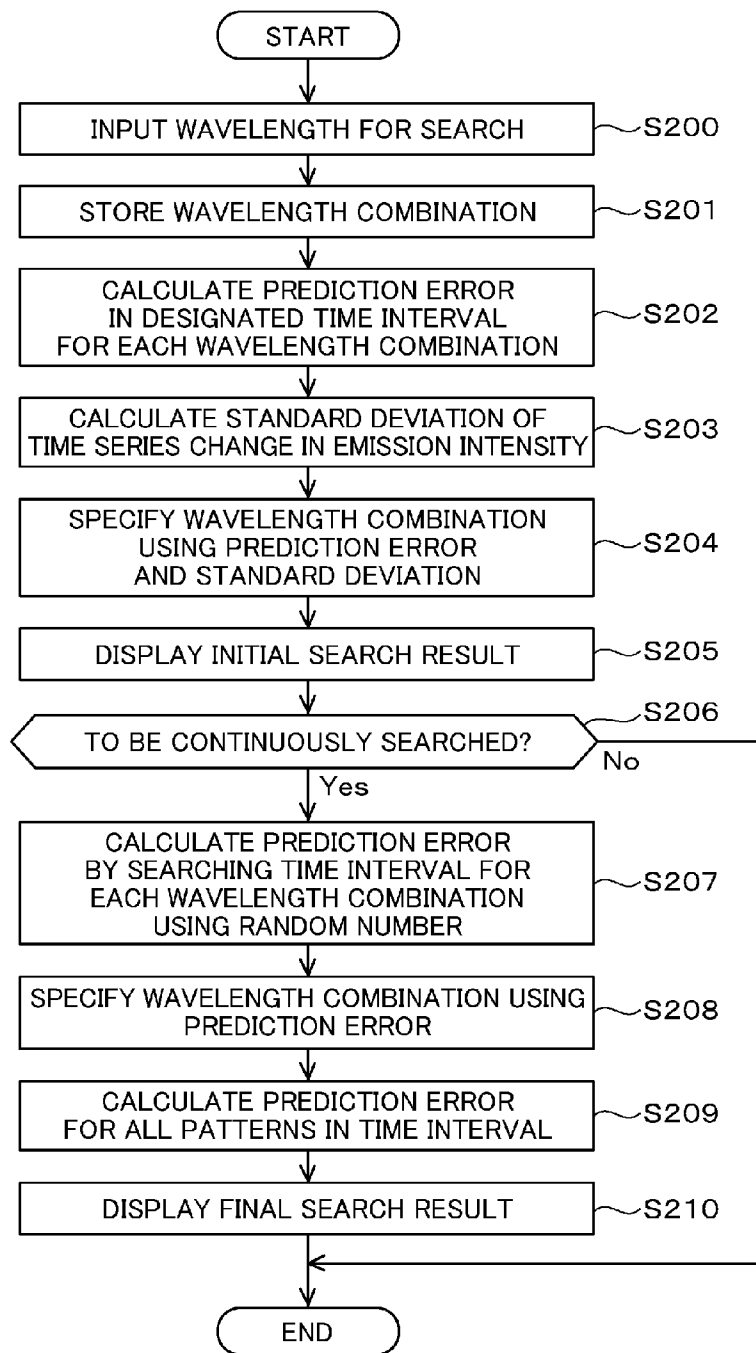 START
INPUT WAVELENGTH FOR SEARCH
S200
STORE WAVELENGTH COMBINATION
S201
CALCULATE PREDICTION ERROR
IN DESIGNATED TIME INTERVAL
FOR EACH WAVELENGTH COMBINATION
S202
CALCULATE STANDARD DEVIATION OF
TIME SERIES CHANGE IN EMISSION INTENSITY
S203
SPECIFY WAVELENGTH COMBINATION
USING PREDICTION ERROR
AND STANDARD DEVIATION
S204
DISPLAY INITIAL SEARCH RESULT
S205
TO BE CONTINUOUSLY SEARCHED?
S206
No
Yes
CALCULATE PREDICTION ERROR
BY SEARCHING TIME INTERVAL FOR
EACH WAVELENGTH COMBINATION
USING RANDOM NUMBER
S207
SPECIFY WAVELENGTH COMBINATION USING
PREDICTION ERROR
S208
CALCULATE PREDICTION ERROR
FOR ALL PATTERNS IN TIME INTERVAL
S209
DISPLAY FINAL SEARCH RESULT
S210
END